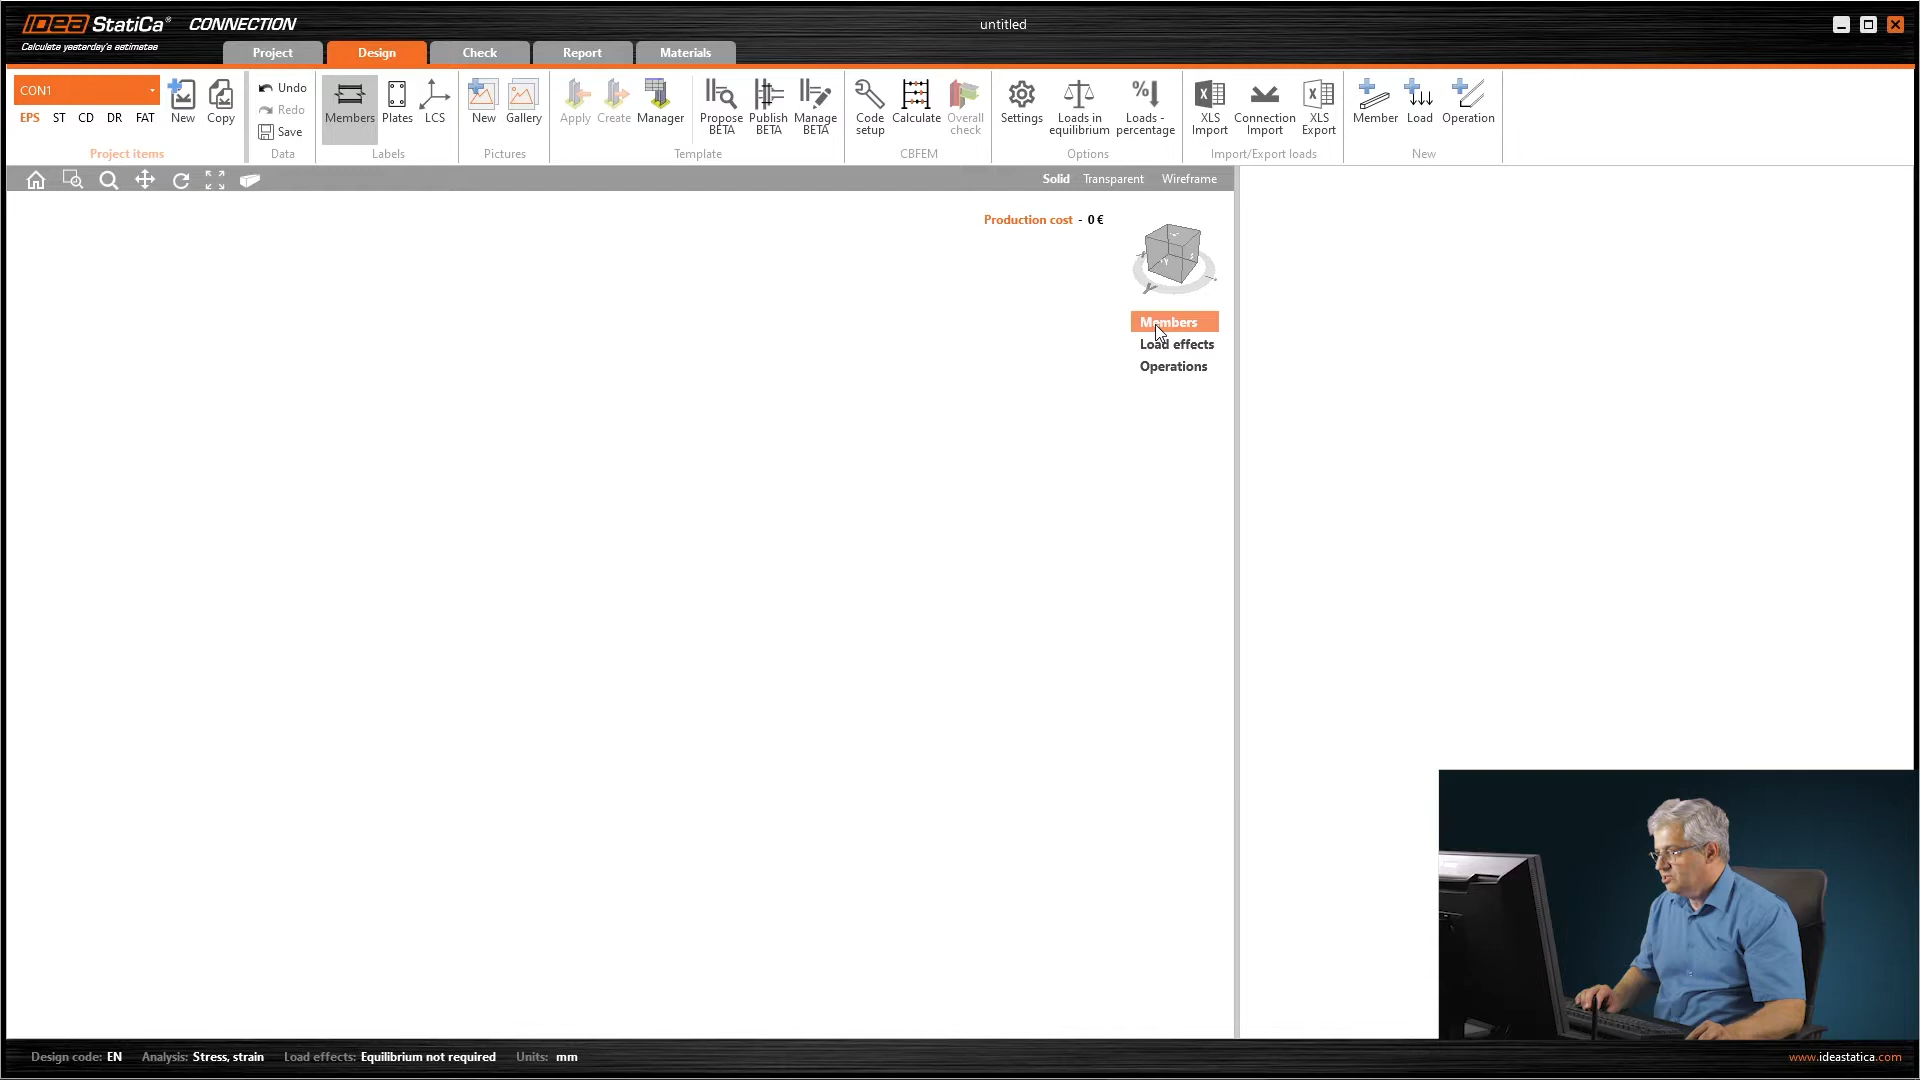 IDEA StatiCa® CONNECTION
Calculate yesterday's estimates
untitled
Project Design Check Report Materials
CON1
EPS ST CD DR FAT
New
Copy
Project items
Undo
Redo
Save
Data
Members
Plates
LCS
Labels
New
Gallery
Pictures
Apply
Create
Manager
Propose
BETA
Publish
BETA
Manage
BETA
Template
Code
setup
Calculate
Overall
check
CBFEM
Settings
Loads in
equilibrium
Loads -
percentage
Options
XLS
Import
Connection
Import
XLS
Export
Import/Export loads
Member
Load
Operation
New
Solid Transparent Wireframe
Production cost - 0 €
Members
Load effects
Operations
Design code: EN Analysis: Stress, strain Load effects: Equilibrium not required Units: mm
www.ideastatica.com